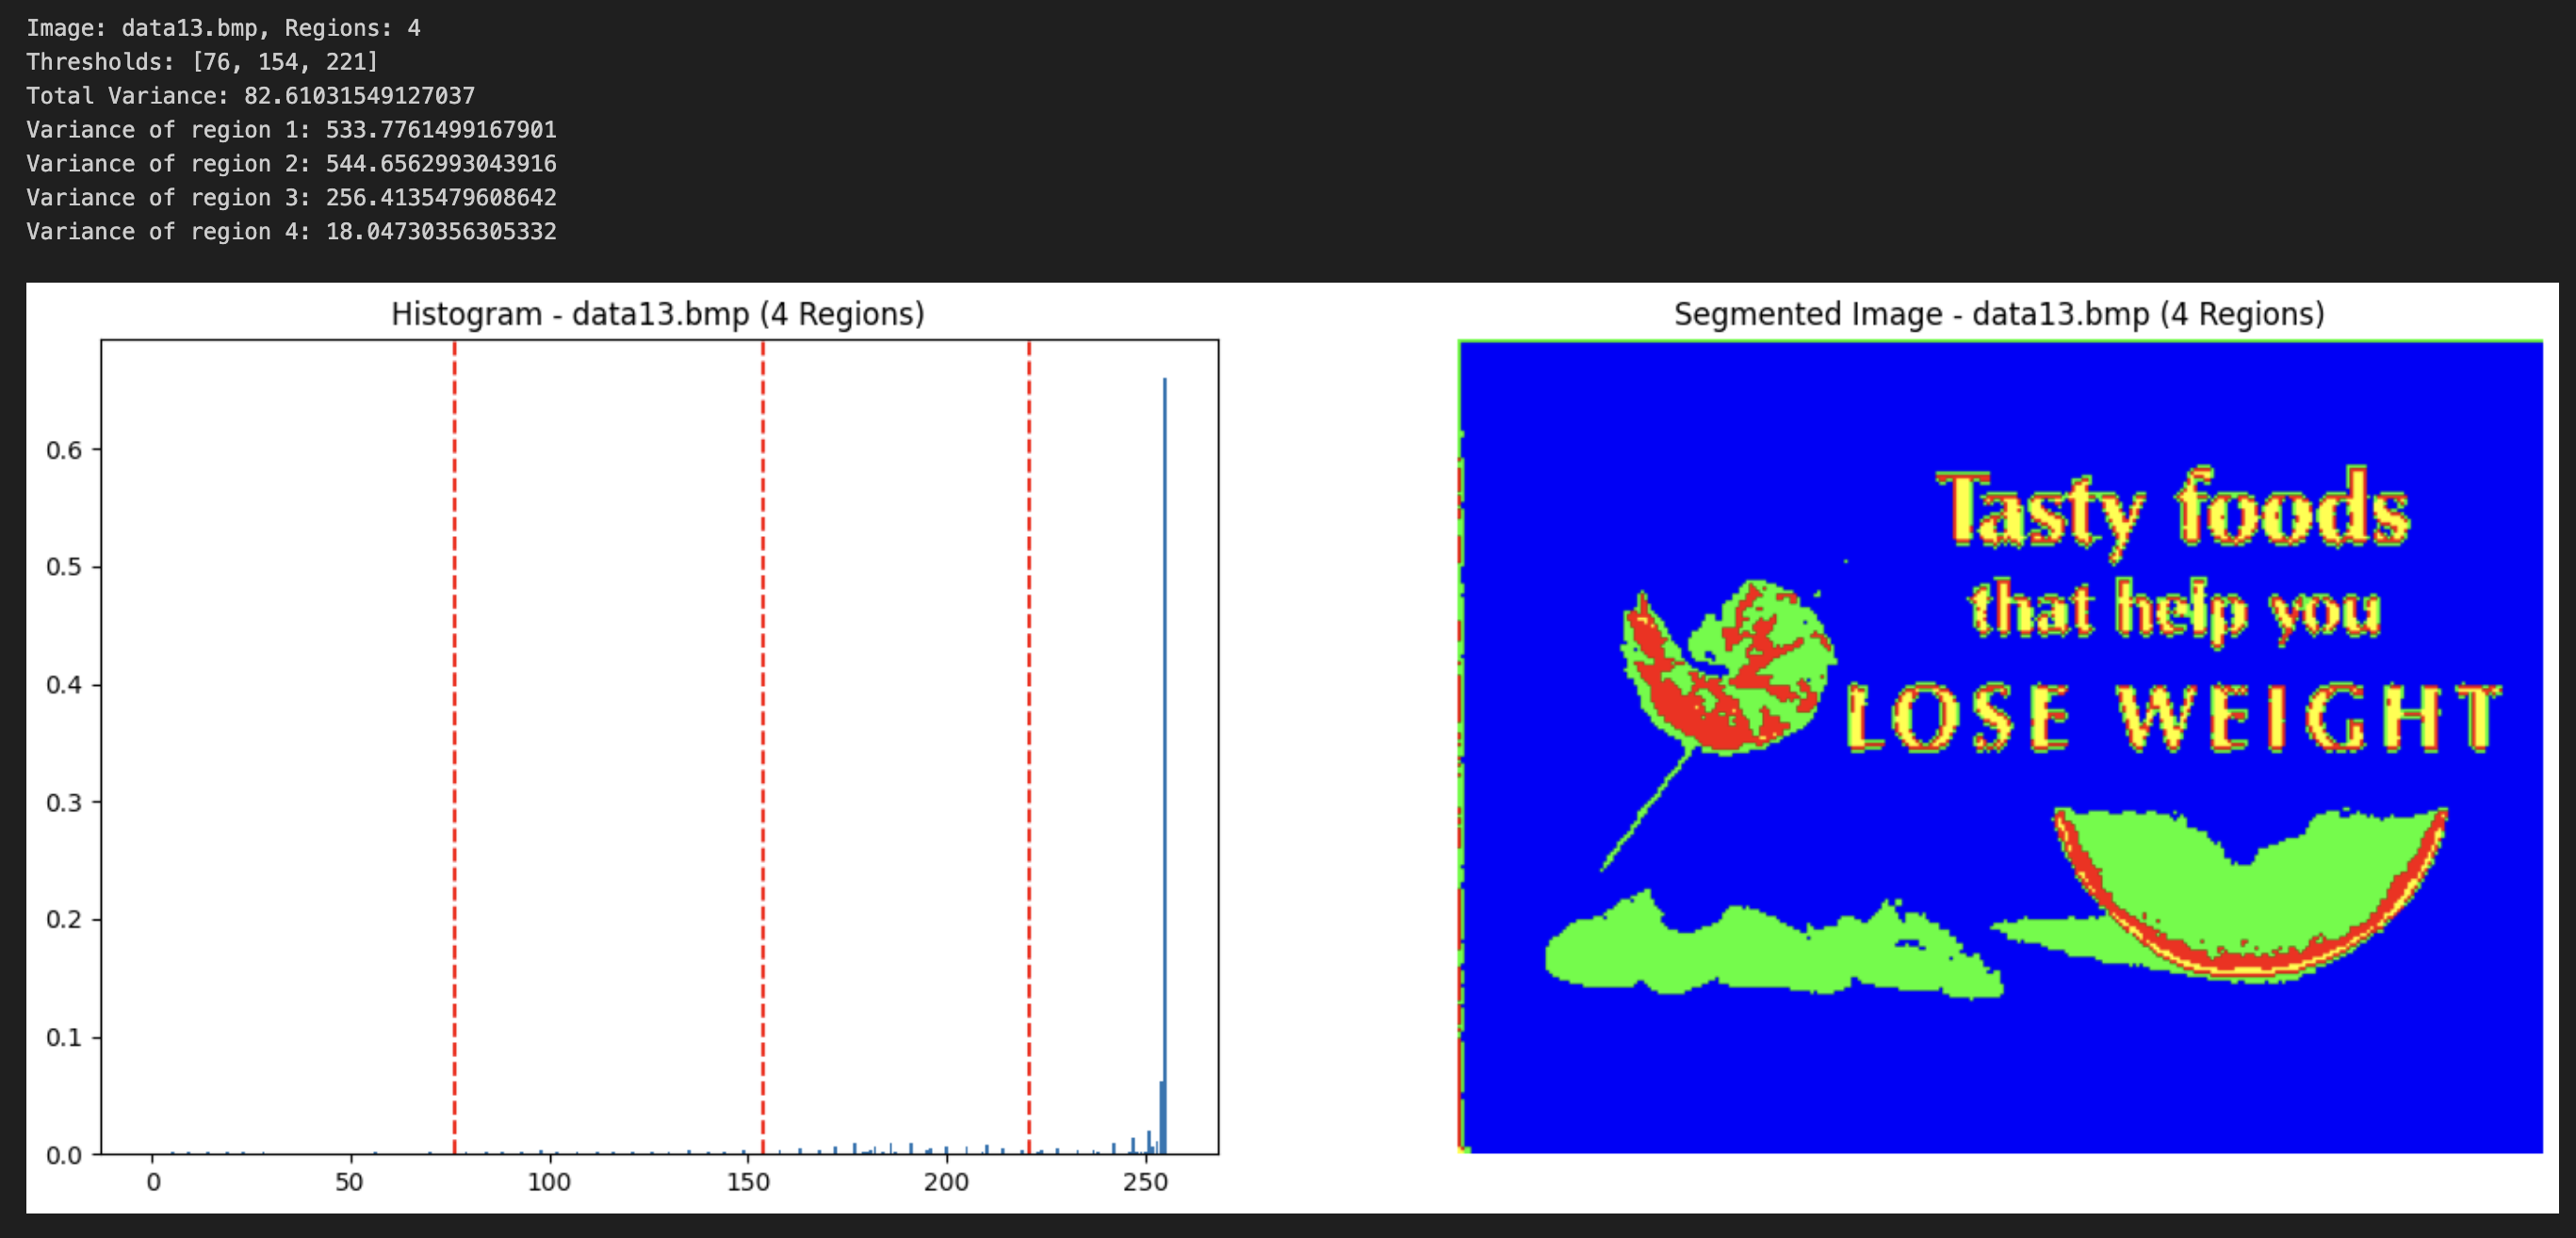 Image: data13.bmp, Regions: 4
Thresholds: [76, 154, 221]
Total Variance: 82.61031549127037
Variance of region 1: 533.7761499167901
Variance of region 2: 544.6562993043916
Variance of region 3: 256.4135479608642
Variance of region 4: 18.04730356305332
Histogram - data13.bmp (4 Regions)
0.6
0.5
0.4
0.3
0.2
0.1
0.0
0 50 100 150 200 250
Segmented Image - data13.bmp (4 Regions)
Tasty foods
that help you
LOSE WEIGHT